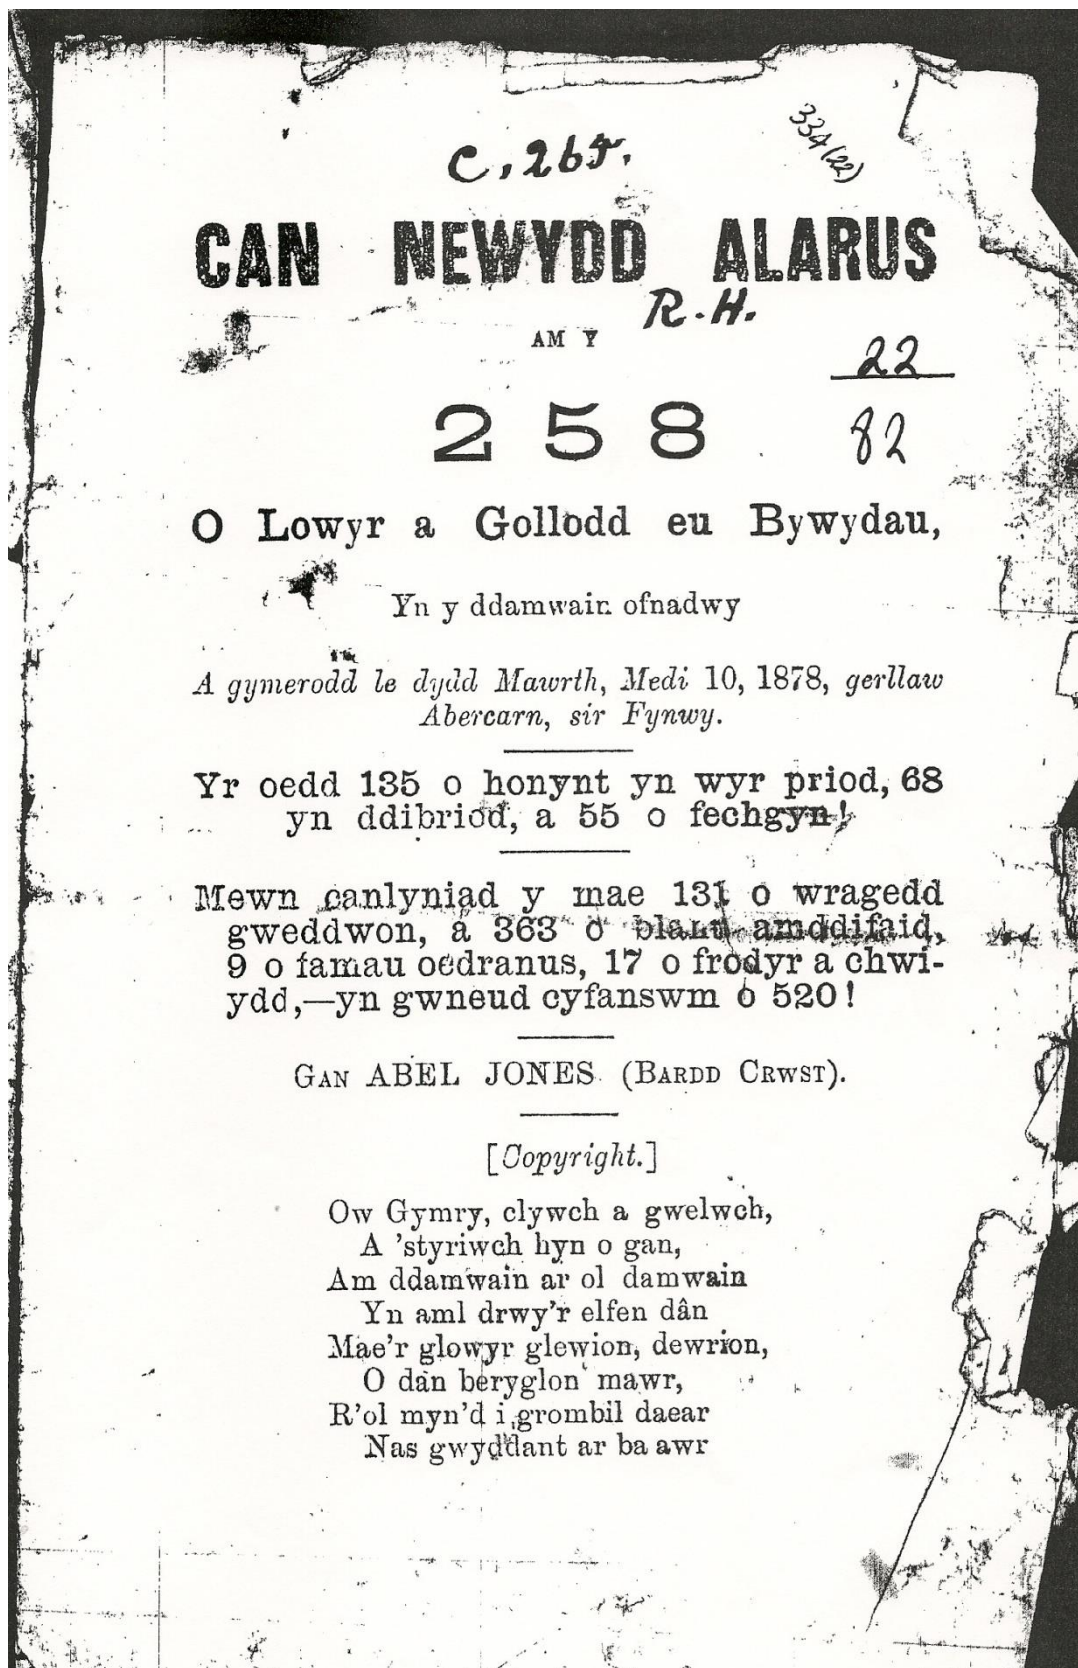 C. 265.
334 (22)
CAN NEWYDD ALARUS
R. H.
AM Y
22
82
258
O Lowyr a Gollodd eu Bywydau,
Yn y ddamwain ofnadwy
A gymerodd le dydd Mawrth, Medi 10, 1878, gerllaw
Abercarn, sir Fynwy.
Yr oedd 135 o honynt yn wyr priod, 68
yn ddibriod, a 55 o fechgyn!
Mewn canlyniad y mae 131 o wragedd
gweddwon, a 363 o blant amddifaid,
9 o famau oedranus, 17 o frodyr a chwi-
ydd,—yn gwneud cyfanswm o 520!
GAN ABEL JONES (BARDD CRWST).
[Copyright.]
Ow Gymry, clywch a gwelwch,
A 'styriwch hyn o gan,
Am ddamwain ar ol damwain
Yn aml drwy'r elfen dân
Mae'r glowyr glewion, dewrion,
O dan beryglon mawr,
R'ol myn'd i grombil daear
Nas gwyddant ar ba awr